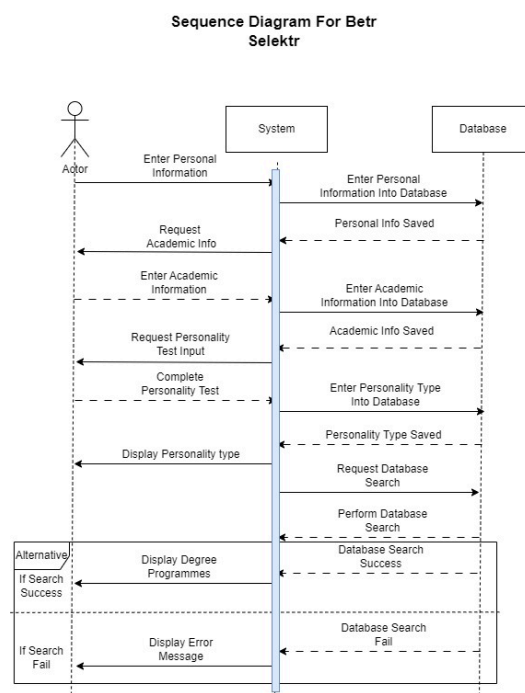 Sequence Diagram For Betr
Selektr
System
Database
Actor
Enter Personal
Information
Enter Personal
Information Into Database
Personal Info Saved
Request
Academic Info
Enter Academic
Information
Enter Academic
Information Into Database
Academic Info Saved
Request Personality
Test Input
Complete
Personality Test
Enter Personality Type
Into Database
Personality Type Saved
Display Personality type
Request Database
Search
Perform Database
Search
Alternative
If Search
Success
Display Degree
Programmes
Database Search
Success
If Search
Fail
Display Error
Message
Database Search
Fail